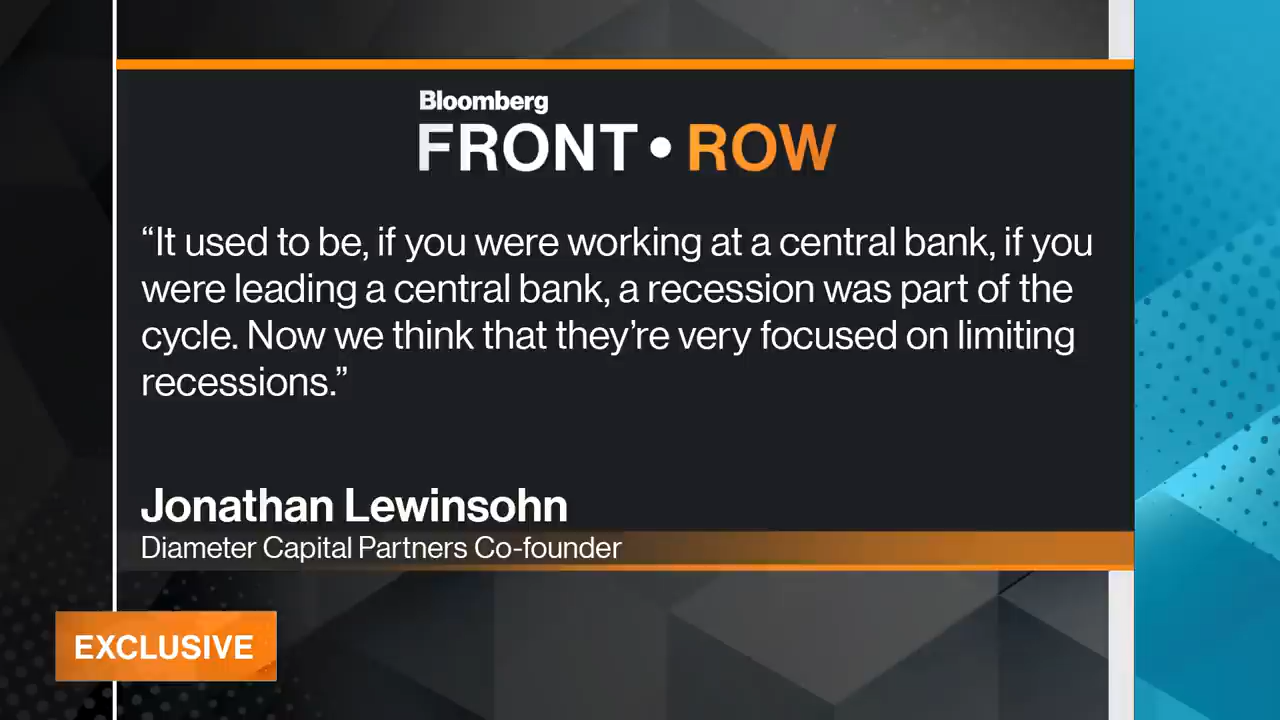 Bloomberg
FRONT • ROW
“It used to be, if you were working at a central bank, if you
were leading a central bank, a recession was part of the
cycle. Now we think that they’re very focused on limiting
recessions.”
Jonathan Lewinsohn
Diameter Capital Partners Co-founder
EXCLUSIVE